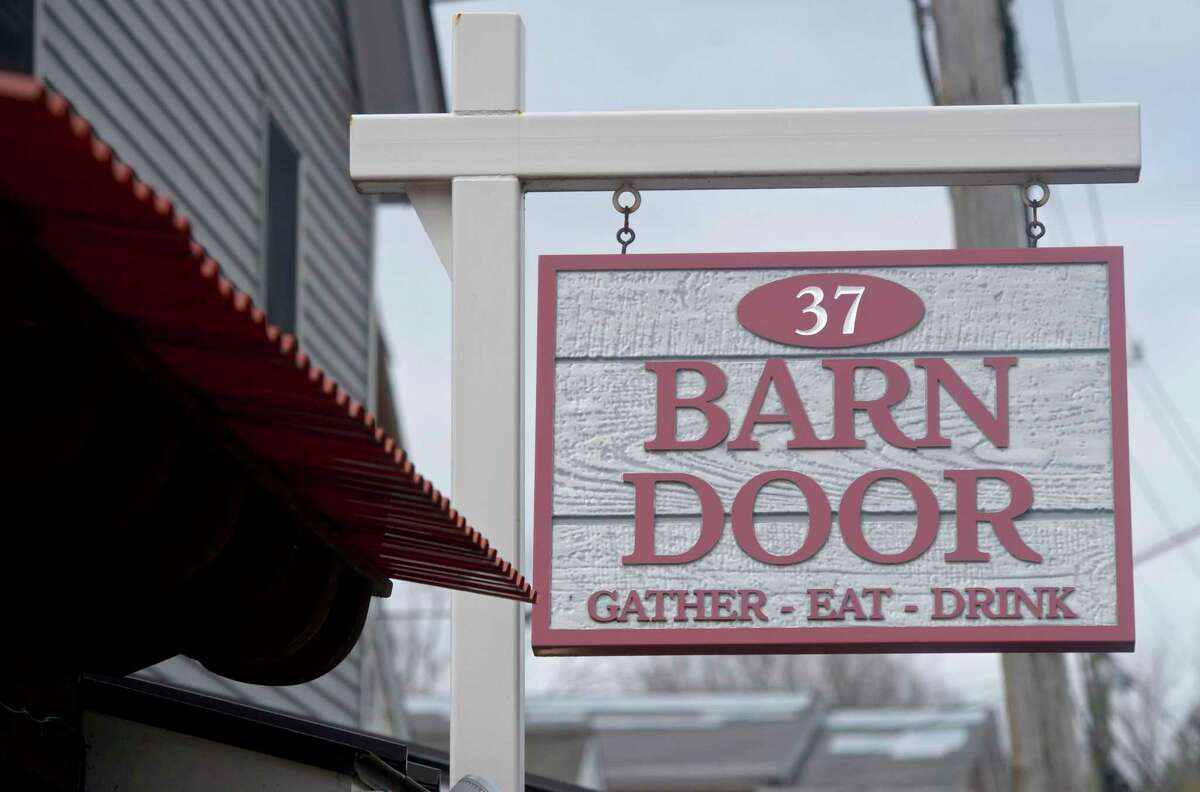 37
BARN
DOOR
GATHER - EAT - DRINK